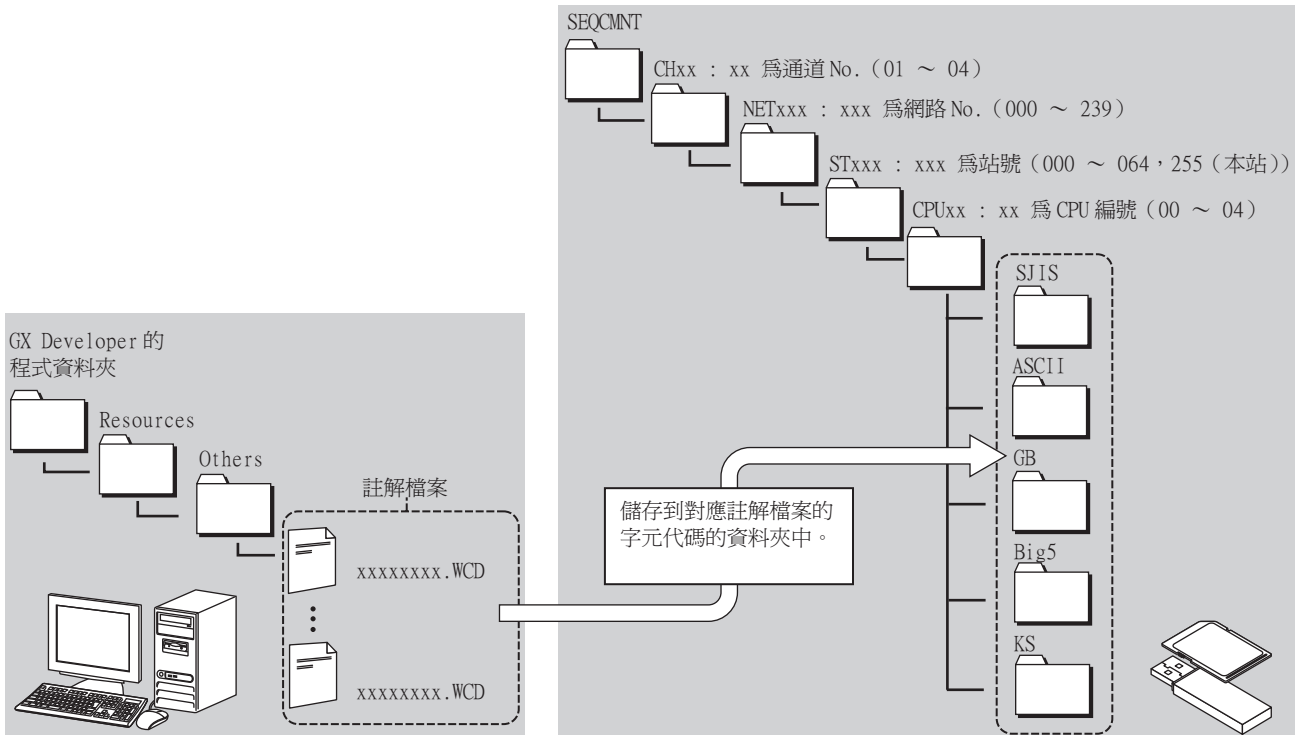 SEQCMNT
CHxx : xx 爲通道 No.（01 ～ 04）
NETxxx : xxx 爲網路 No.（000 ～ 239）
STxxx : xxx 爲站號（000 ～ 064，255（本站））
CPUxx : xx 爲 CPU 編號（00 ～ 04）
SJIS
ASCII
GB
Big5
KS
GX Developer 的
程式資料夾
Resources
Others
註解檔案
xxxxxxxx.WCD
xxxxxxxx.WCD
儲存到對應註解檔案的
字元代碼的資料夾中。